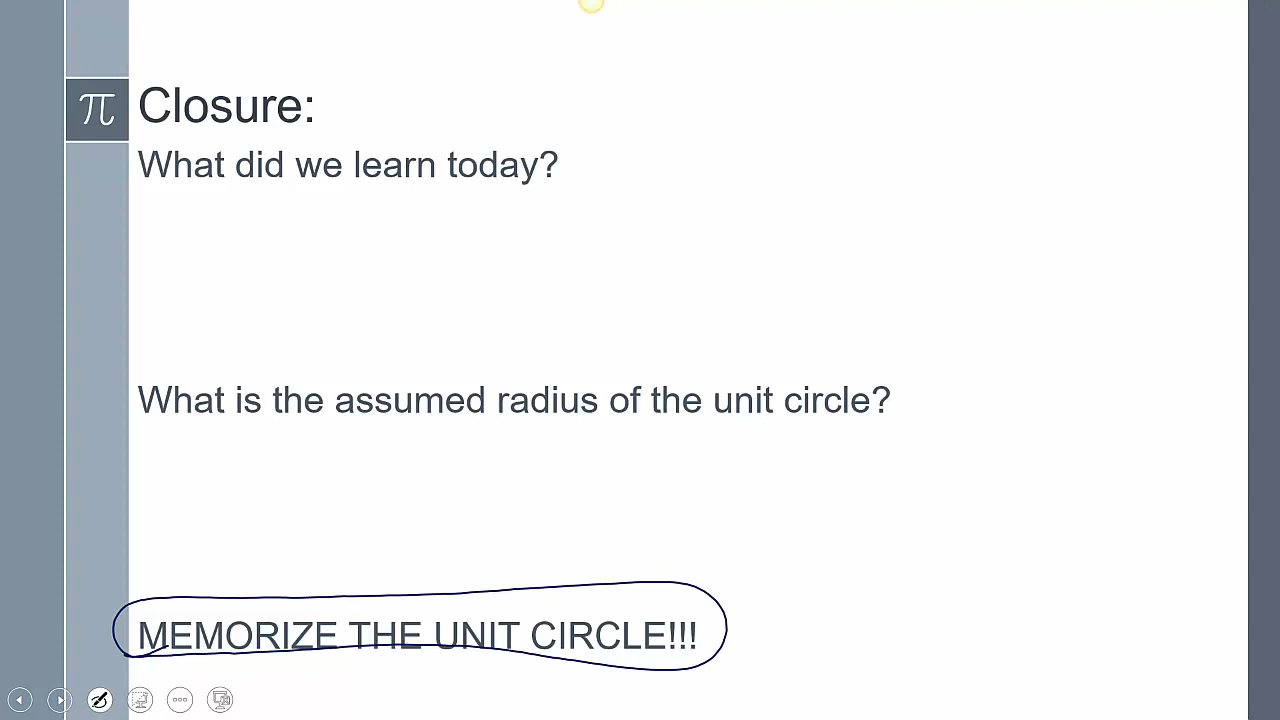 π Closure:
What did we learn today?
What is the assumed radius of the unit circle?
MEMORIZE THE UNIT CIRCLE!!!